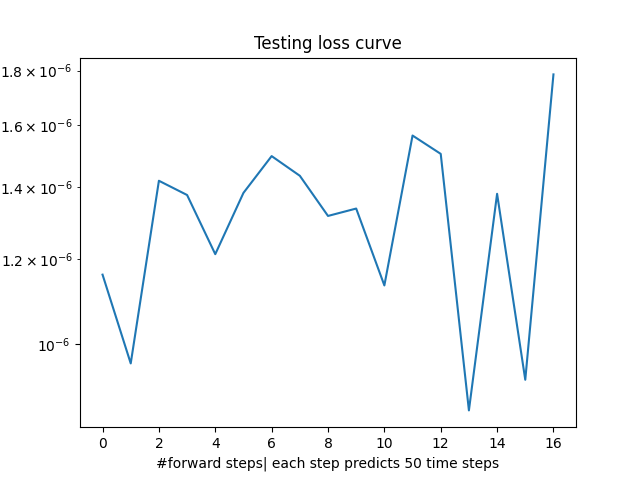 Testing loss curve
1.8 × 10⁻⁶
1.6 × 10⁻⁶
1.4 × 10⁻⁶
1.2 × 10⁻⁶
10⁻⁶
0 2 4 6 8 10 12 14 16
#forward steps| each step predicts 50 time steps